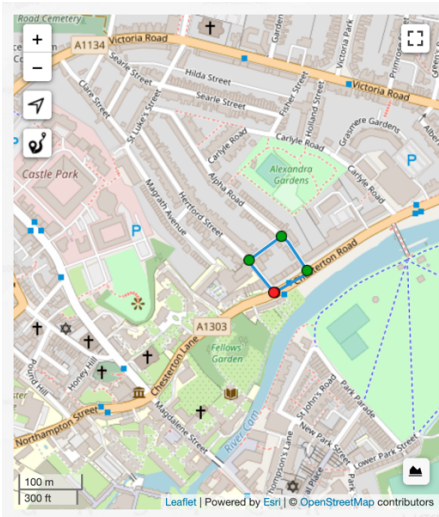 Road Cemetery
+
A1134
Victoria Road
−
Searle Street
Hilda Street
Searle Street
Victoria Road
Clare Street
St Luke's Street
Fisher Street
Holland Street
Victoria Park
Garden
Primrose
Grasmere Gardens
Carlyle Road
Carlyle Road
Carlyle Road
P
Castle Park
Alpha Road
Alexandra
Gardens
Magrath Avenue
Hertford Street
P
Chesterton Road
A1303
Chesterton Lane
Fellows
Garden
Honey Hill
Pound Hill
Northampton Street
Magdalene Street
River Cam
St John's Road
Park Parade
New Park Street
Thompson's Lane
Lower Park Street
100 m
300 ft
Leaflet | Powered by Esri | © OpenStreetMap contributors